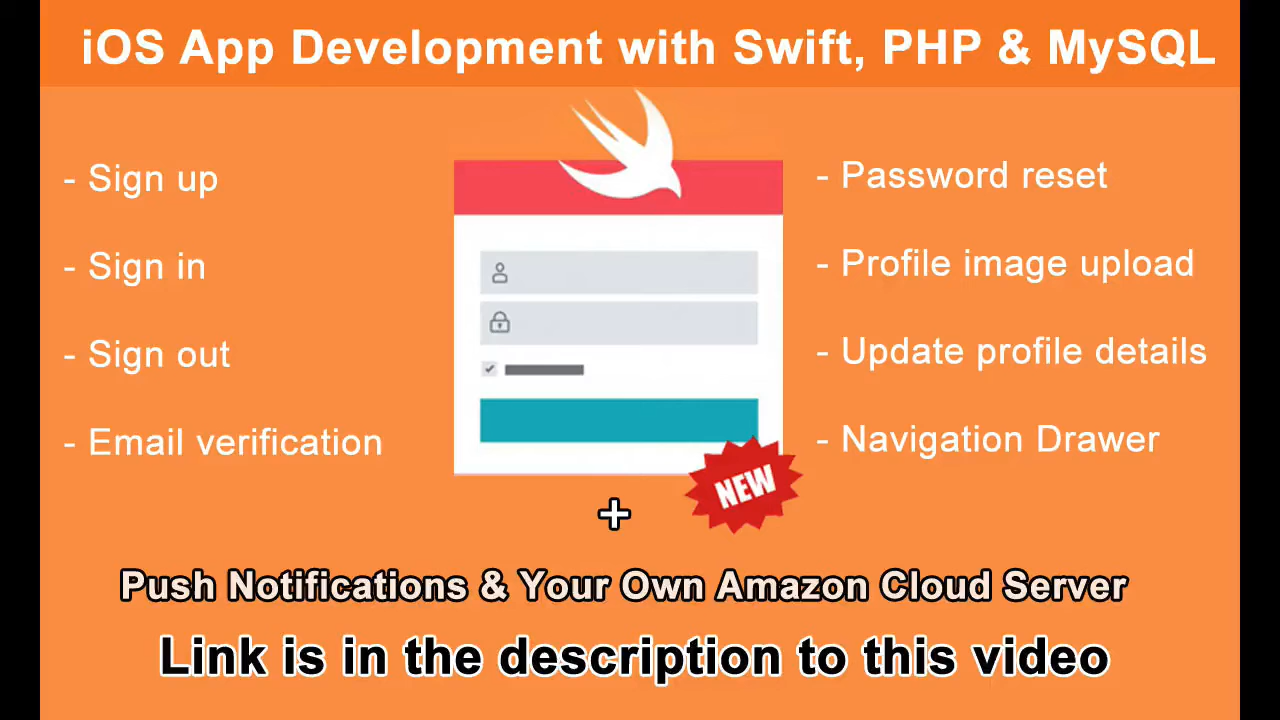 iOS App Development with Swift, PHP & MySQL
- Sign up
- Sign in
- Sign out
- Email verification
- Password reset
- Profile image upload
- Update profile details
- Navigation Drawer
NEW
+
Push Notifications & Your Own Amazon Cloud Server
Link is in the description to this video